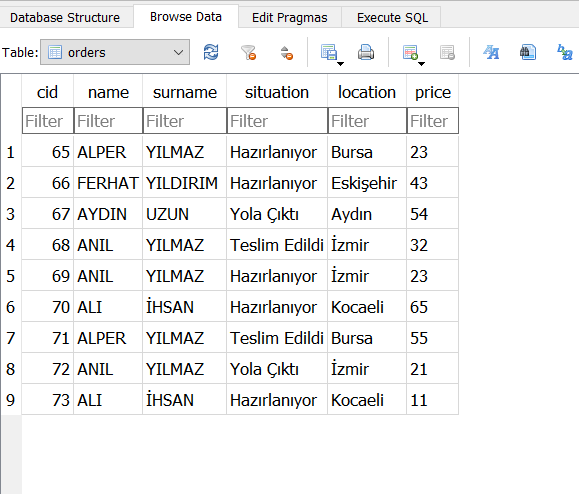 Database Structure Browse Data Edit Pragmas Execute SQL
Table: orders
cid name surname situation location price
Filter Filter Filter Filter Filter Filter
1 65 ALPER YILMAZ Hazırlanıyor Bursa 23
2 66 FERHAT YILDIRIM Hazırlanıyor Eskişehir 43
3 67 AYDIN UZUN Yola Çıktı Aydın 54
4 68 ANIL YILMAZ Teslim Edildi İzmir 32
5 69 ANIL YILMAZ Hazırlanıyor İzmir 23
6 70 ALI İHSAN Hazırlanıyor Kocaeli 65
7 71 ALPER YILMAZ Teslim Edildi Bursa 55
8 72 ANIL YILMAZ Yola Çıktı İzmir 21
9 73 ALI İHSAN Hazırlanıyor Kocaeli 11